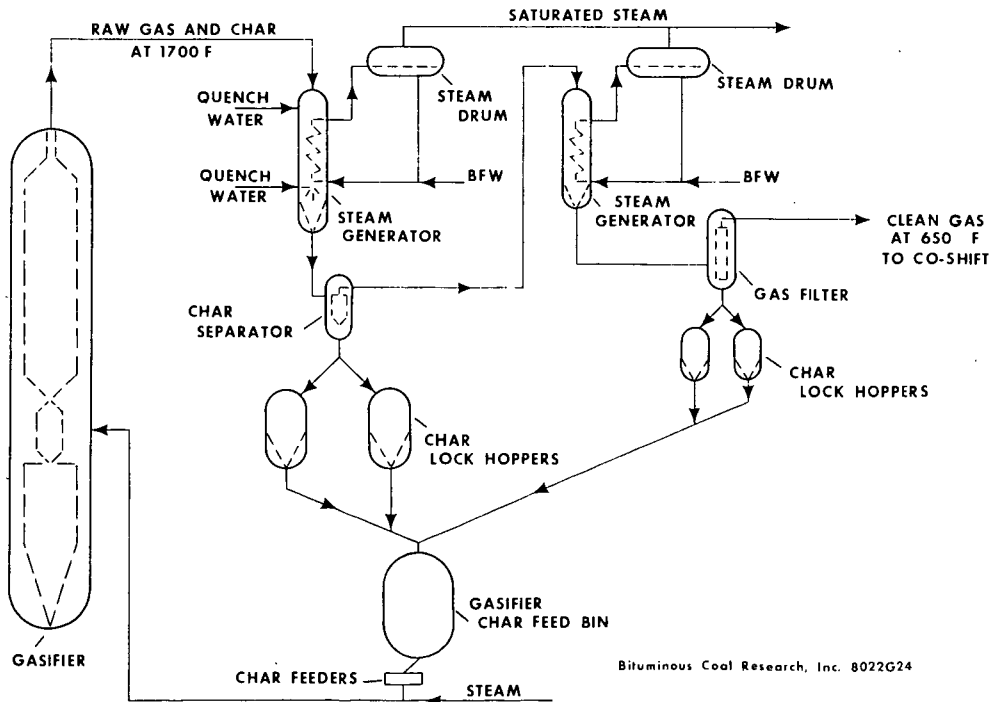 SATURATED STEAM
RAW GAS AND CHAR
AT 1700 F
STEAM
DRUM
STEAM DRUM
QUENCH
WATER
QUENCH
WATER
BFW
BFW
STEAM
GENERATOR
STEAM
GENERATOR
CLEAN GAS
AT 650 F
TO CO-SHIFT
GAS FILTER
CHAR
SEPARATOR
CHAR
LOCK HOPPERS
CHAR
LOCK HOPPERS
GASIFIER
CHAR FEED BIN
GASIFIER
CHAR FEEDERS
STEAM
Bituminous Coal Research, Inc. 8022G24